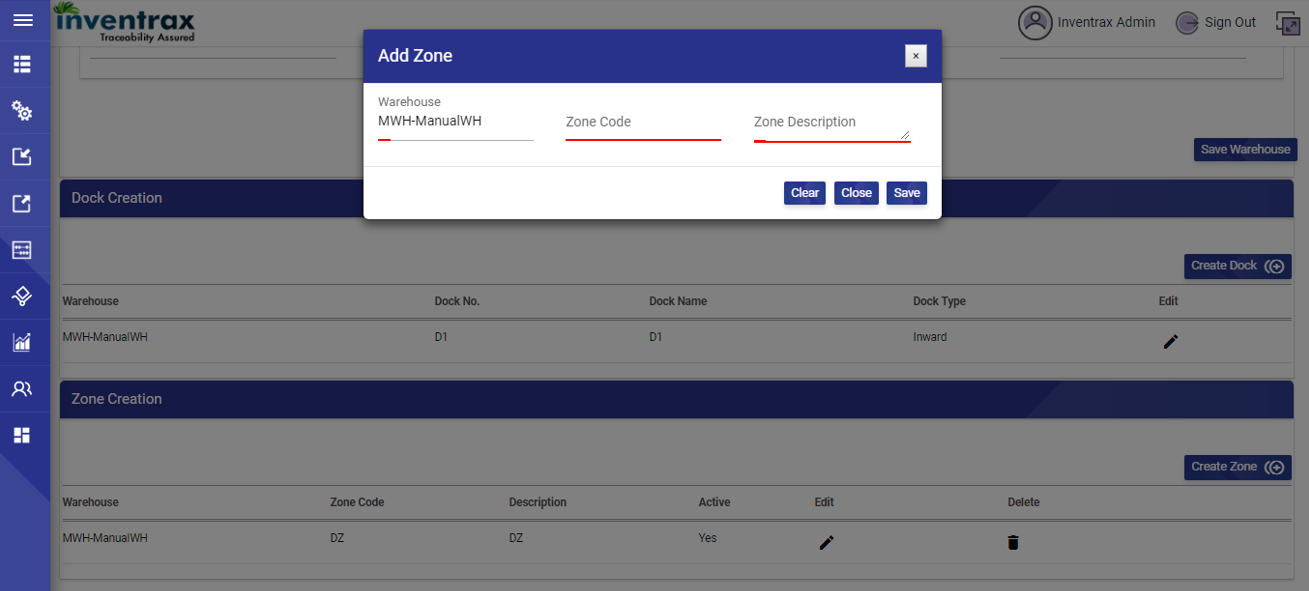 inventrax
Traceability Assured
Inventrax Admin
Sign Out
Add Zone
×
Warehouse
MWH-ManualWH
Zone Code
Zone Description
Clear
Close
Save
Save Warehouse
Dock Creation
Create Dock
Warehouse Dock No. Dock Name Dock Type Edit
MWH-ManualWH D1 D1 Inward
Zone Creation
Create Zone
Warehouse Zone Code Description Active Edit Delete
MWH-ManualWH DZ DZ Yes